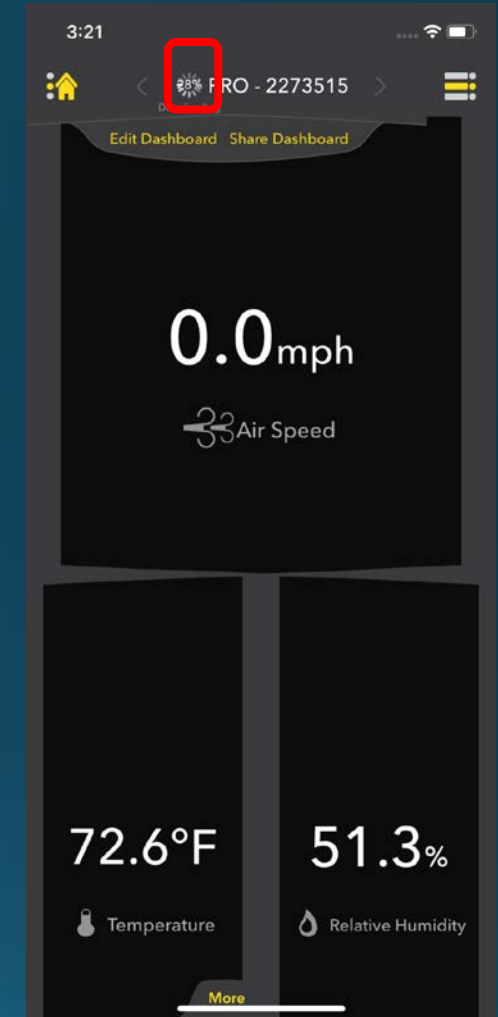 3:21
28% PRO - 2273515
Edit Dashboard Share Dashboard
0.0mph
Air Speed
72.6°F
Temperature
51.3%
Relative Humidity
More